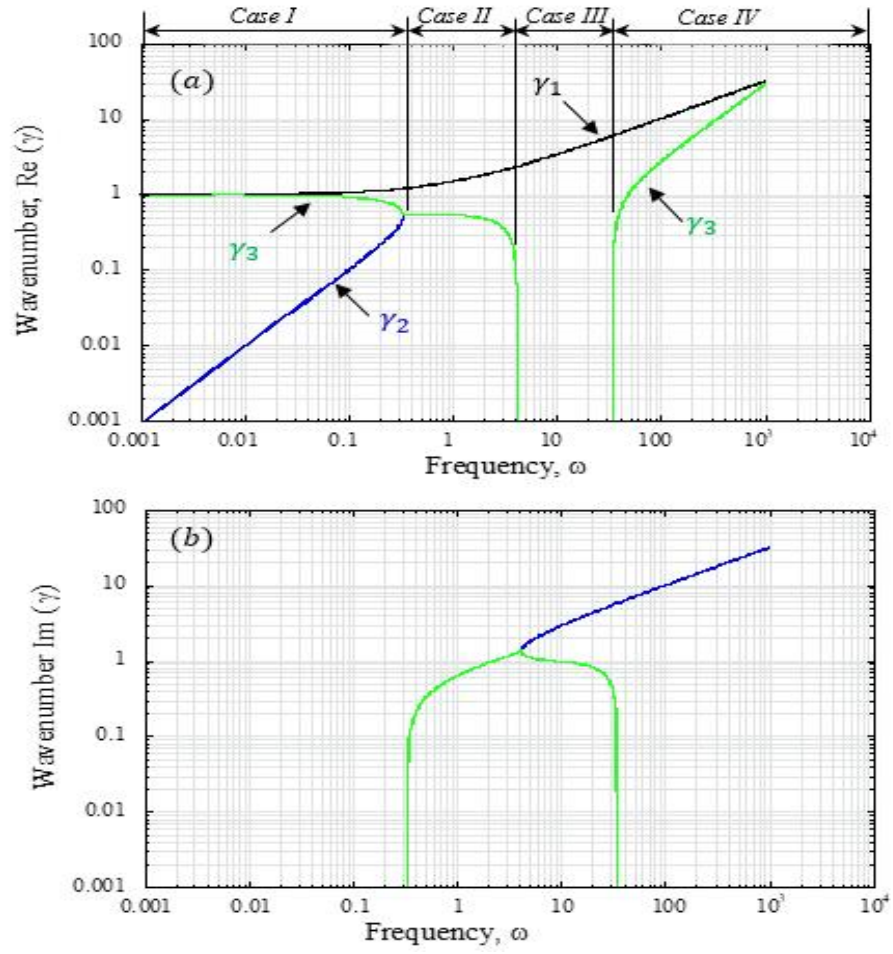 Case I Case II Case III Case IV
100
(a)
γ1
10
Wavenumber, Re (γ)
1
γ3
γ3
0.1
γ2
0.01
0.001
0.001 0.01 0.1 1 10 100 10³ 10⁴
Frequency, ω
100
(b)
10
Wavenumber Im (γ)
1
0.1
0.01
0.001
0.001 0.01 0.1 1 10 100 10³ 10⁴
Frequency, ω